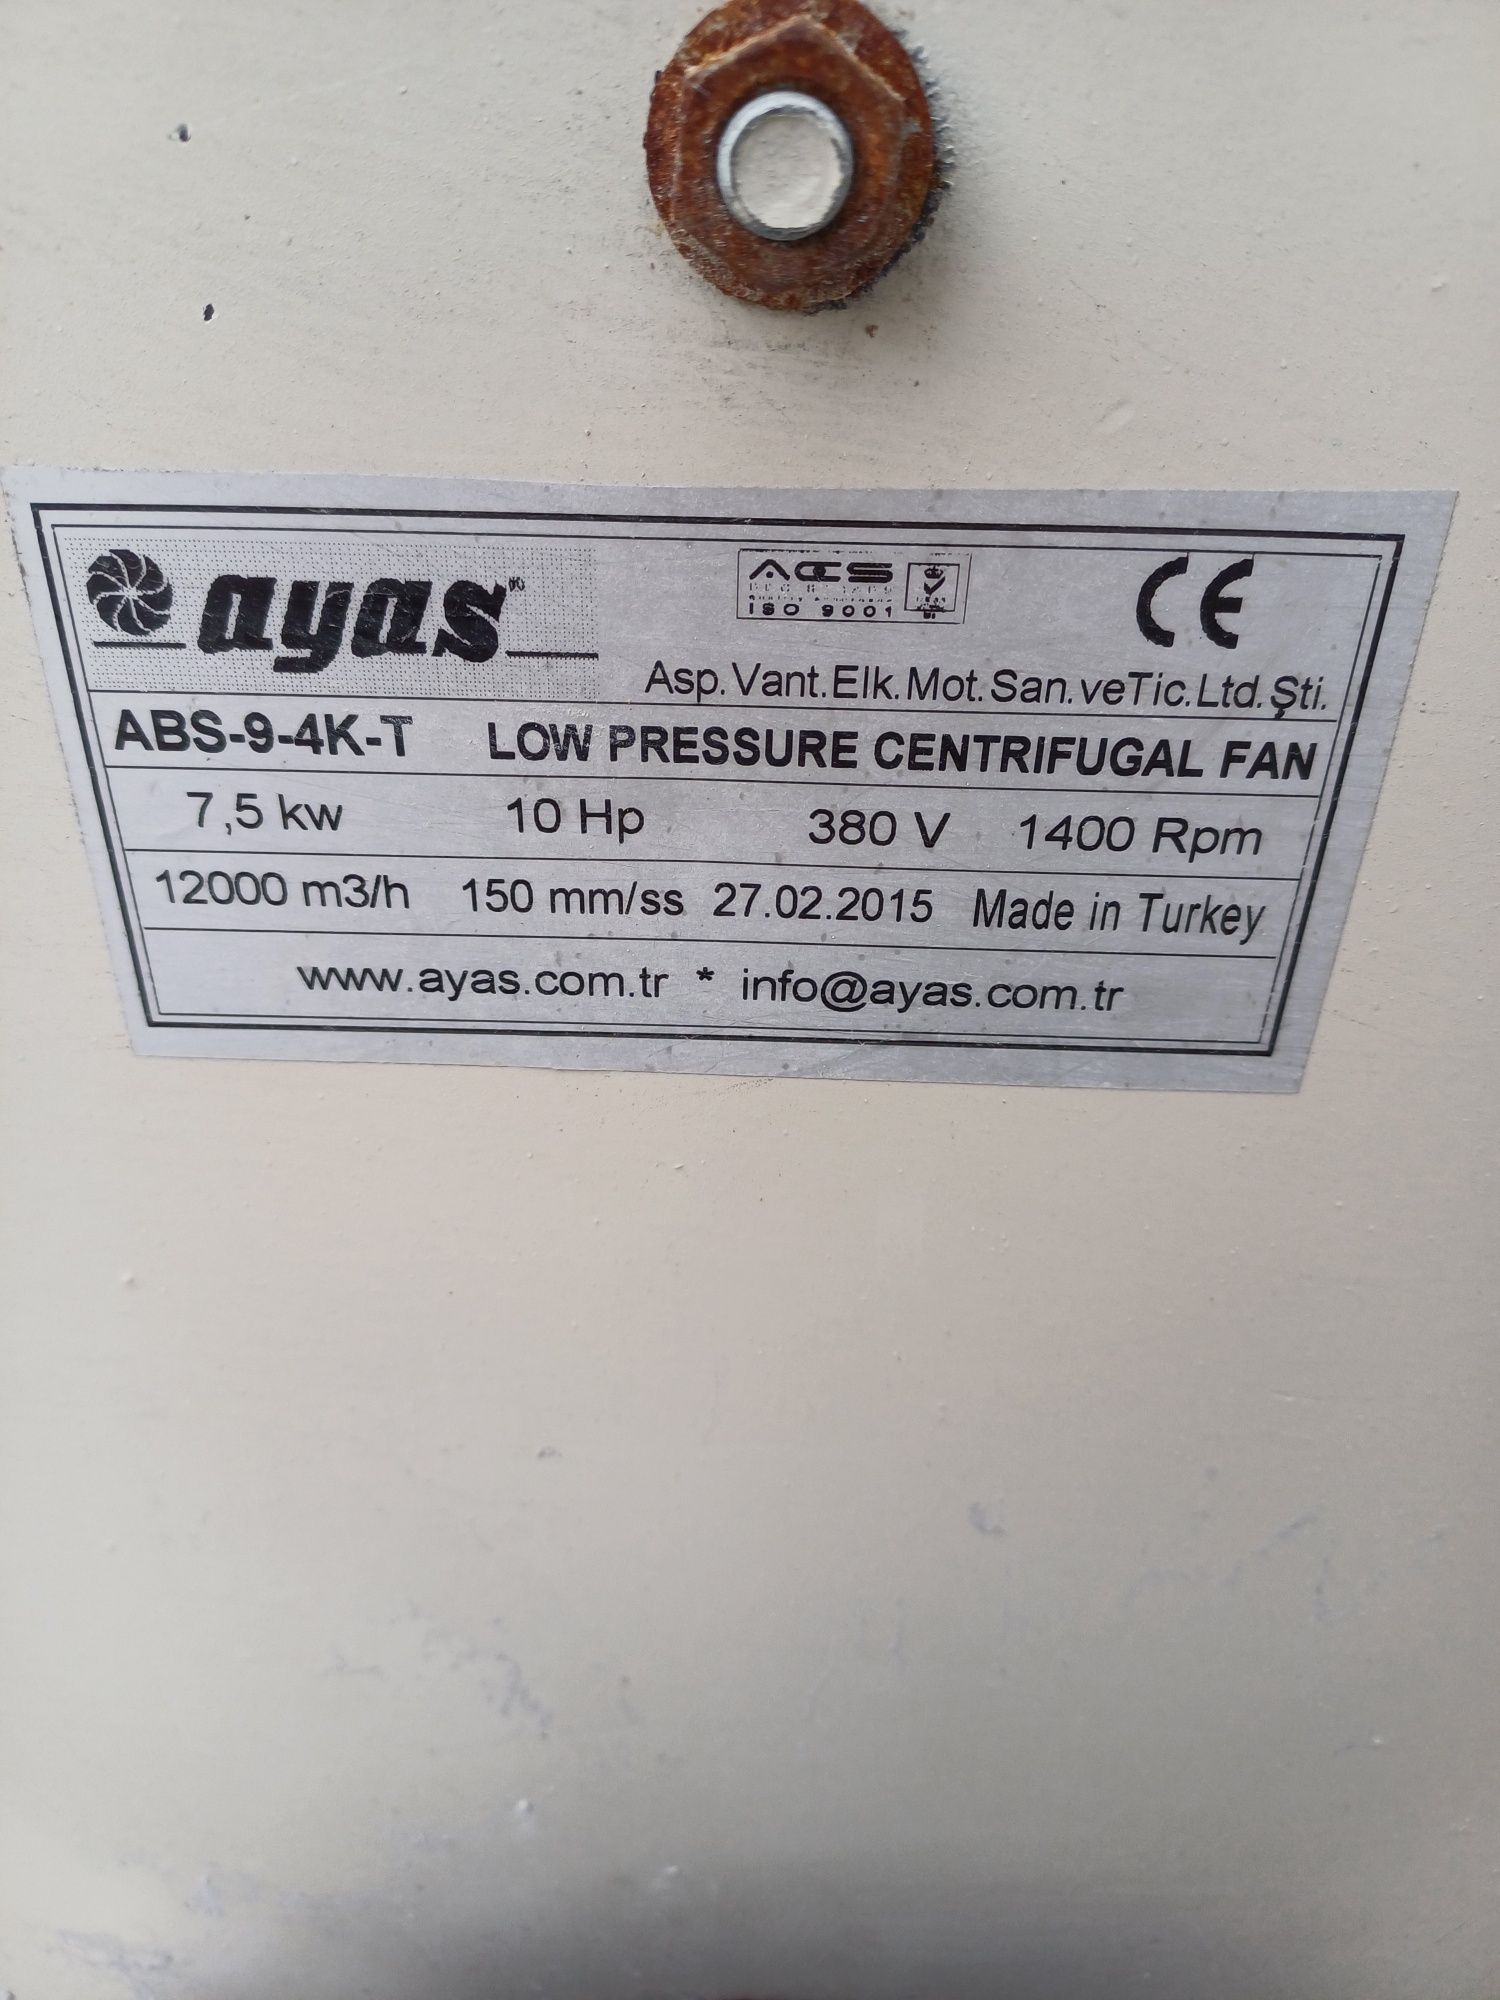 ayas®
ACS
ISO 9001
CE
Asp. Vant. Elk. Mot. San. ve Tic. Ltd. Şti.
ABS-9-4K-T LOW PRESSURE CENTRIFUGAL FAN
7,5 kw 10 Hp 380 V 1400 Rpm
12000 m3/h 150 mm/ss 27.02.2015 Made in Turkey
www.ayas.com.tr * info@ayas.com.tr